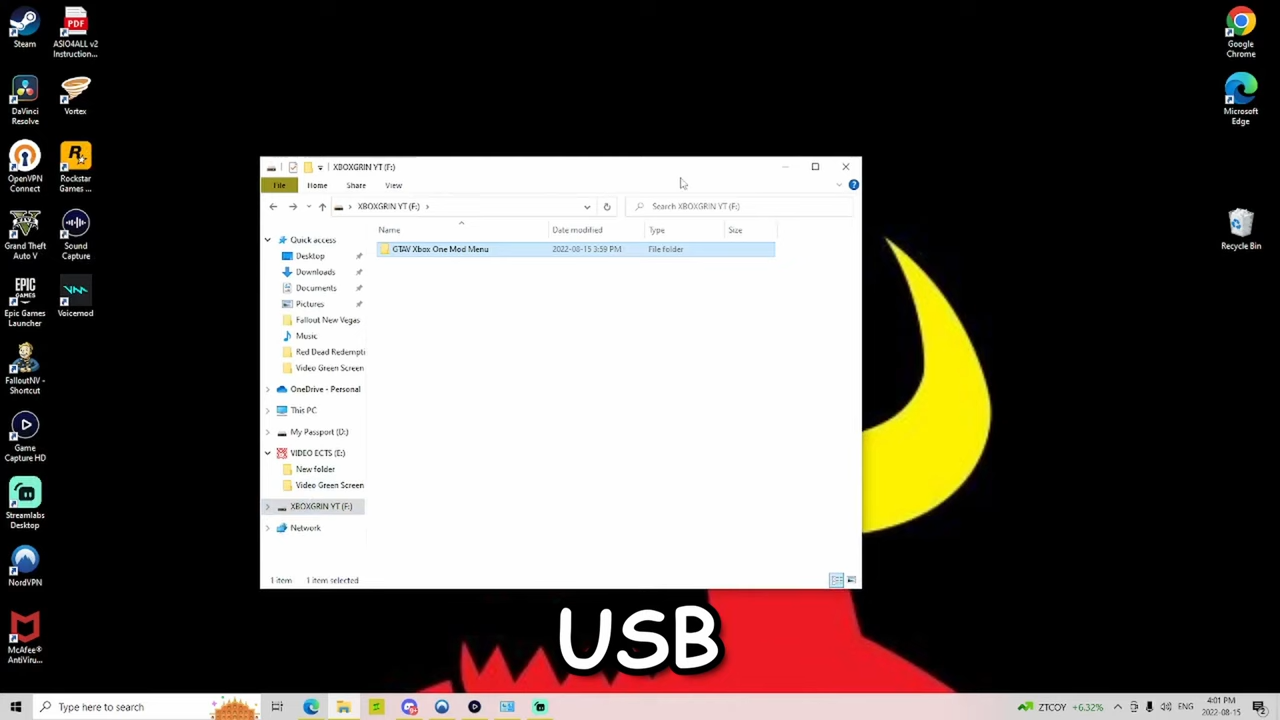 Steam
PDF
ASIO4ALL v2
Instruction...
DaVinci
Resolve
Vortex
OpenVPN
Connect
Rockstar
Games ...
Grand Theft
Auto V
Sound
Capture
EPIC
GAMES
Epic Games
Launcher
Voicemod
FalloutNV -
Shortcut
Game
Capture HD
Streamlabs
Desktop
NordVPN
McAfee®
AntiViru...
Google
Chrome
Microsoft
Edge
Recycle Bin
XBOXGRIN YT (F:)
File Home Share View
XBOXGRIN YT (F:)
Search XBOXGRIN YT (F:)
Name Date modified Type Size
GTAV Xbox One Mod Menu 2022-08-15 3:59 PM File folder
Quick access
Desktop
Downloads
Documents
Pictures
Fallout New Vegas
Music
Red Dead Redempti
Video Green Screen
OneDrive - Personal
This PC
My Passport (D:)
VIDEO ECTS (E:)
New folder
Video Green Screen
XBOXGRIN YT (F:)
Network
1 item 1 item selected
USB
Type here to search
ZTCOY +6.32%
ENG
4:01 PM
2022-08-15
2